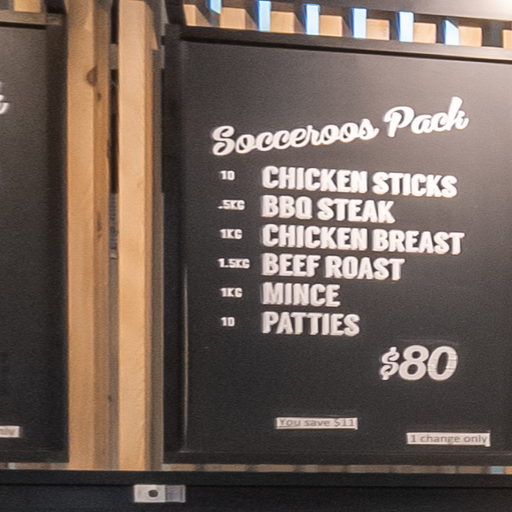 Socceroos Pack
10 CHICKEN STICKS
.5KG BBQ STEAK
1KG CHICKEN BREAST
1.5KG BEEF ROAST
1KG MINCE
10 PATTIES
$80
You save $11
1 change only